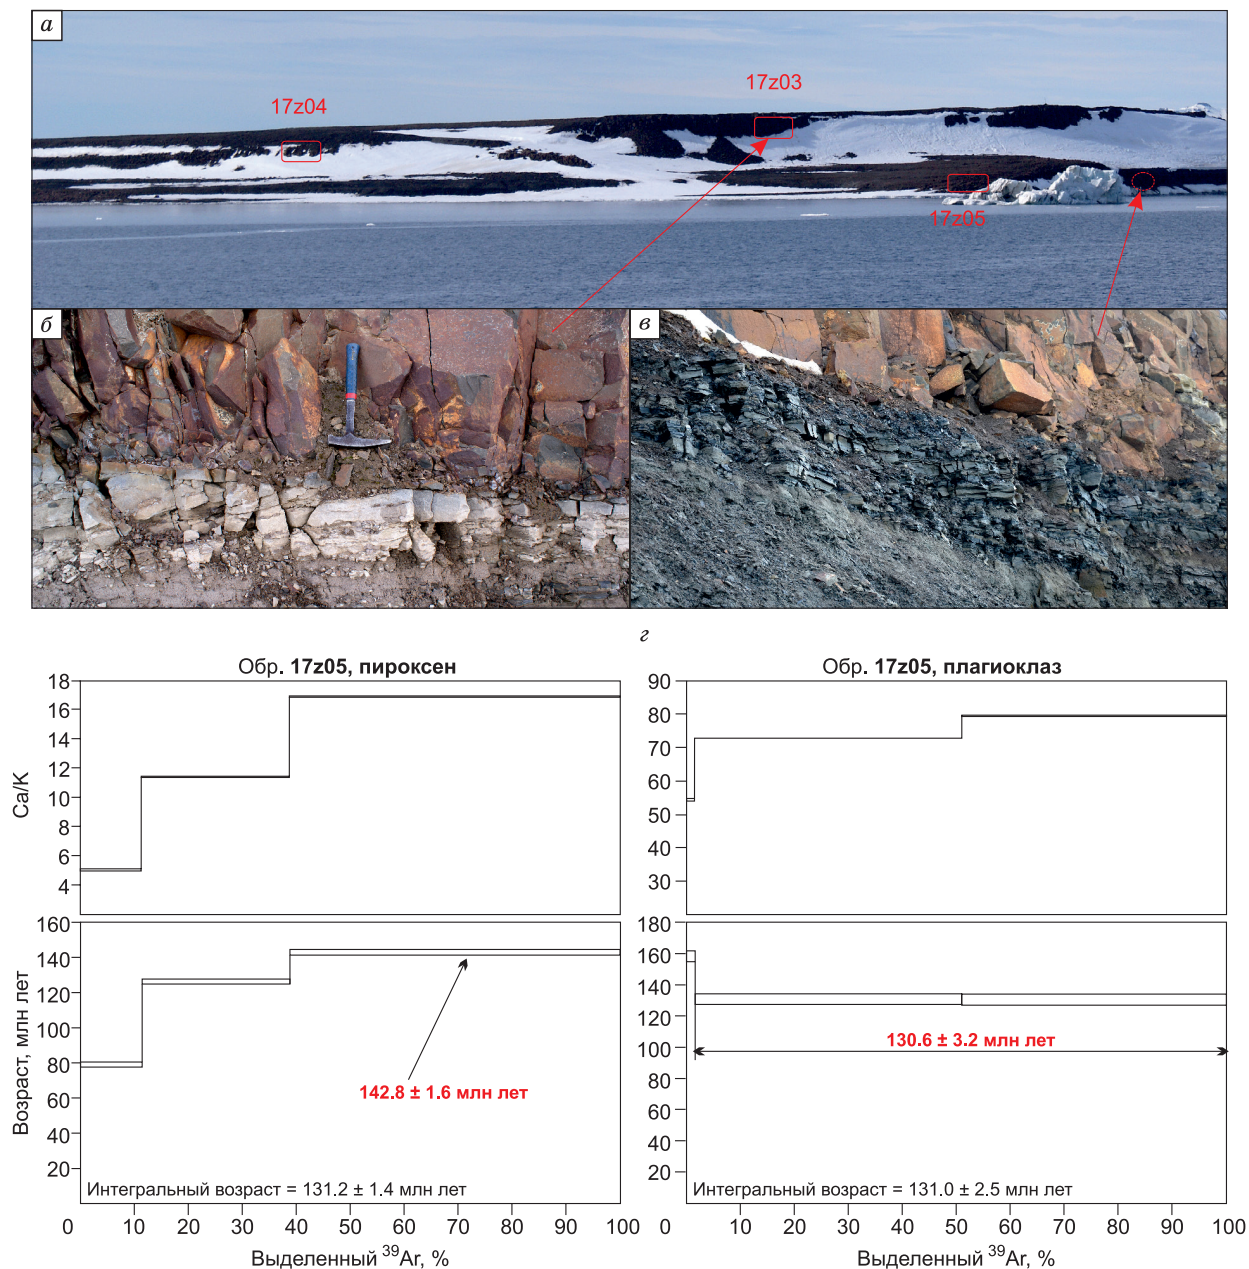 а
17z04
17z03
17z05
б
в
г
Обр. 17z05, пироксен
18
16
14
12
10
8
6
4
Ca/K
160
140
120
100
80
60
40
20
Возраст, млн лет
142.8 ± 1.6 млн лет
Интегральный возраст = 131.2 ± 1.4 млн лет
0 10 20 30 40 50 60 70 80 90 100
Выделенный ³⁹Ar, %
Обр. 17z05, плагиоклаз
90
80
70
60
50
40
30
20
180
160
140
120
100
80
60
40
20
130.6 ± 3.2 млн лет
Интегральный возраст = 131.0 ± 2.5 млн лет
0 10 20 30 40 50 60 70 80 90 100
Выделенный ³⁹Ar, %